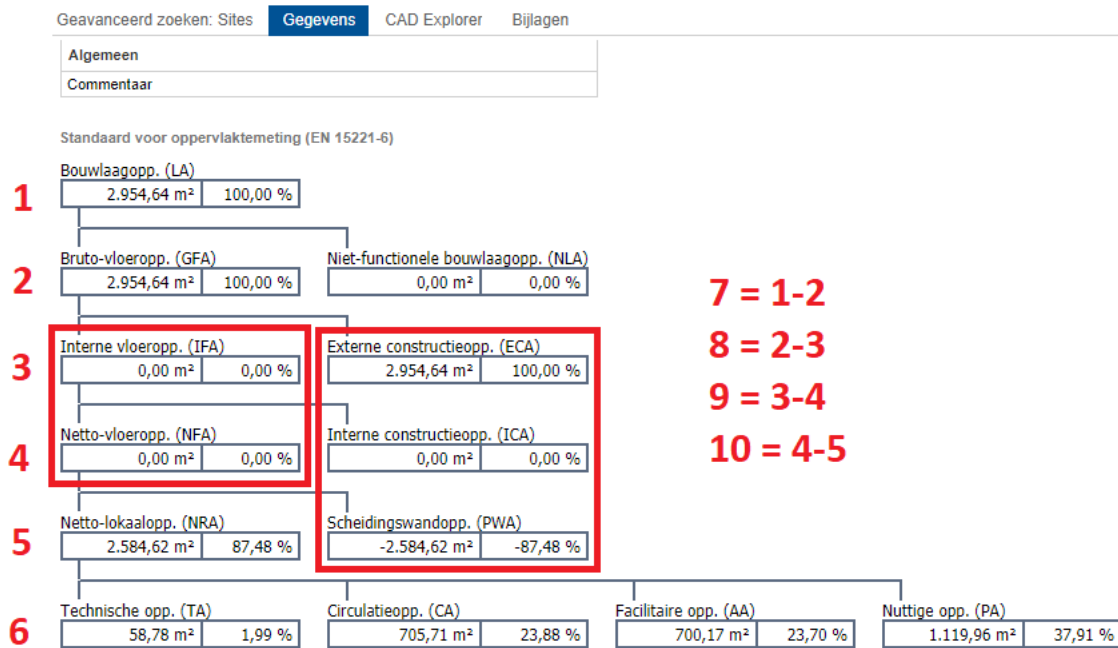 Geavanceerd zoeken: Sites Gegevens CAD Explorer Bijlagen
Algemeen
Commentaar
Standaard voor oppervlaktemeting (EN 15221-6)
Bouwlaagopp. (LA)
1 2.954,64 m² 100,00 %
Bruto-vloeropp. (GFA) Niet-functionele bouwlaagopp. (NLA)
2 2.954,64 m² 100,00 % 0,00 m² 0,00 %
7 = 1-2
Interne vloeropp. (IFA) Externe constructieopp. (ECA)
8 = 2-3
3 0,00 m² 0,00 % 2.954,64 m² 100,00 %
9 = 3-4
Netto-vloeropp. (NFA) Interne constructieopp. (ICA)
4 0,00 m² 0,00 % 0,00 m² 0,00 %
10 = 4-5
Netto-lokaalopp. (NRA) Scheidingswandopp. (PWA)
5 2.584,62 m² 87,48 % -2.584,62 m² -87,48 %
Technische opp. (TA) Circulatieopp. (CA) Facilitaire opp. (AA) Nuttige opp. (PA)
6 58,78 m² 1,99 % 705,71 m² 23,88 % 700,17 m² 23,70 % 1.119,96 m² 37,91 %